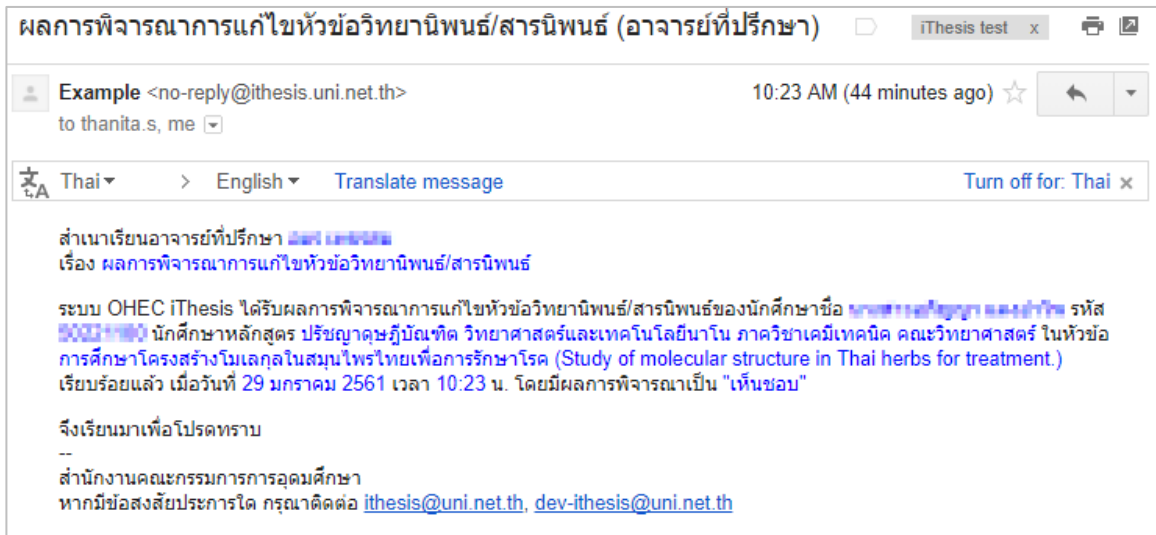 ผลการพิจารณาการแก้ไขหัวข้อวิทยานิพนธ์/สารนิพนธ์ (อาจารย์ที่ปรึกษา) iThesis test x
Example <no-reply@ithesis.uni.net.th> 10:23 AM (44 minutes ago)
to thanita.s, me
Thai > English Translate message Turn off for: Thai x
สำเนาเรียนอาจารย์ที่ปรึกษา
เรื่อง ผลการพิจารณาการแก้ไขหัวข้อวิทยานิพนธ์/สารนิพนธ์
ระบบ OHEC iThesis ได้รับผลการพิจารณาการแก้ไขหัวข้อวิทยานิพนธ์/สารนิพนธ์ของนักศึกษาชื่อ รหัส
นักศึกษาหลักสูตร ปรัชญาดุษฎีบัณฑิต วิทยาศาสตร์และเทคโนโลยีนาโน ภาควิชาเคมีเทคนิค คณะวิทยาศาสตร์ ในหัวข้อ
การศึกษาโครงสร้างโมเลกุลในสมุนไพรไทยเพื่อการรักษาโรค (Study of molecular structure in Thai herbs for treatment.)
เรียบร้อยแล้ว เมื่อวันที่ 29 มกราคม 2561 เวลา 10:23 น. โดยมีผลการพิจารณาเป็น "เห็นชอบ"
จึงเรียนมาเพื่อโปรดทราบ
--
สำนักงานคณะกรรมการการอุดมศึกษา
หากมีข้อสงสัยประการใด กรุณาติดต่อ ithesis@uni.net.th, dev-ithesis@uni.net.th